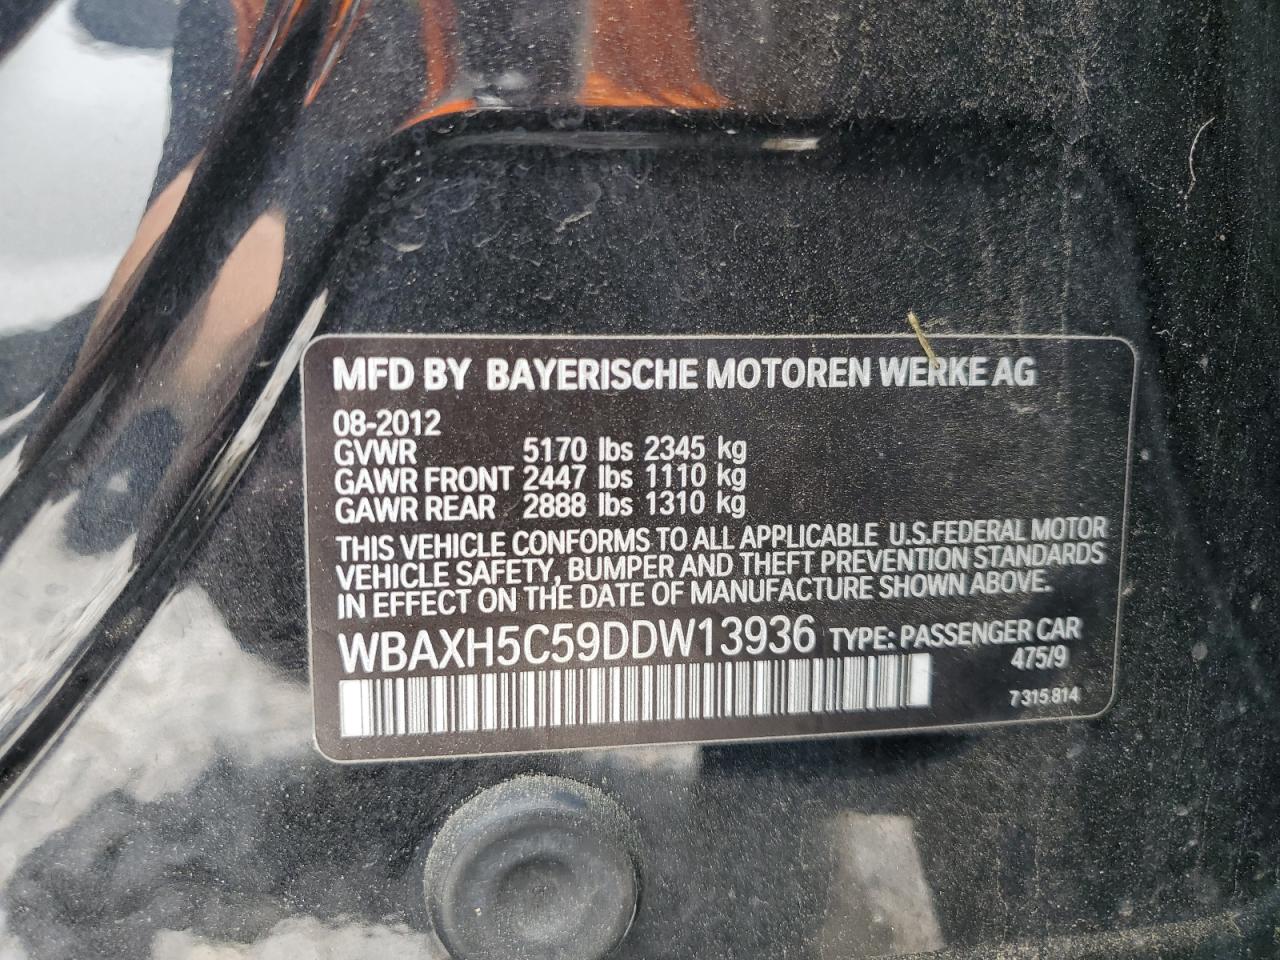 MFD BY BAYERISCHE MOTOREN WERKE AG
08-2012
GVWR 5170 lbs 2345 kg
GAWR FRONT 2447 lbs 1110 kg
GAWR REAR 2888 lbs 1310 kg
THIS VEHICLE CONFORMS TO ALL APPLICABLE U.S.FEDERAL MOTOR
VEHICLE SAFETY, BUMPER AND THEFT PREVENTION STANDARDS
IN EFFECT ON THE DATE OF MANUFACTURE SHOWN ABOVE.
WBAXH5C59DDW13936 TYPE: PASSENGER CAR
475/9
7 315 814